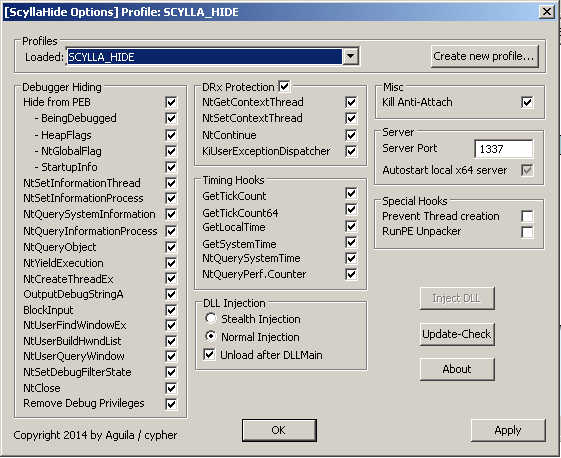 [ScyllaHide Options] Profile: SCYLLA_HIDE
Profiles
Loaded: SCYLLA_HIDE
Create new profile...
Debugger Hiding
Hide from PEB
- BeingDebugged
- HeapFlags
- NtGlobalFlag
- StartupInfo
NtSetInformationThread
NtSetInformationProcess
NtQuerySystemInformation
NtQueryInformationProcess
NtQueryObject
NtYieldExecution
NtCreateThreadEx
OutputDebugStringA
BlockInput
NtUserFindWindowEx
NtUserBuildHwndList
NtUserQueryWindow
NtSetDebugFilterState
NtClose
Remove Debug Privileges
DRx Protection
NtGetContextThread
NtSetContextThread
NtContinue
KiUserExceptionDispatcher
Timing Hooks
GetTickCount
GetTickCount64
GetLocalTime
GetSystemTime
NtQuerySystemTime
NtQueryPerf.Counter
DLL Injection
Stealth Injection
Normal Injection
Unload after DLLMain
Misc
Kill Anti-Attach
Server
Server Port 1337
Autostart local x64 server
Special Hooks
Prevent Thread creation
RunPE Unpacker
Inject DLL
Update-Check
About
Copyright 2014 by Aguila / cypher
OK
Apply